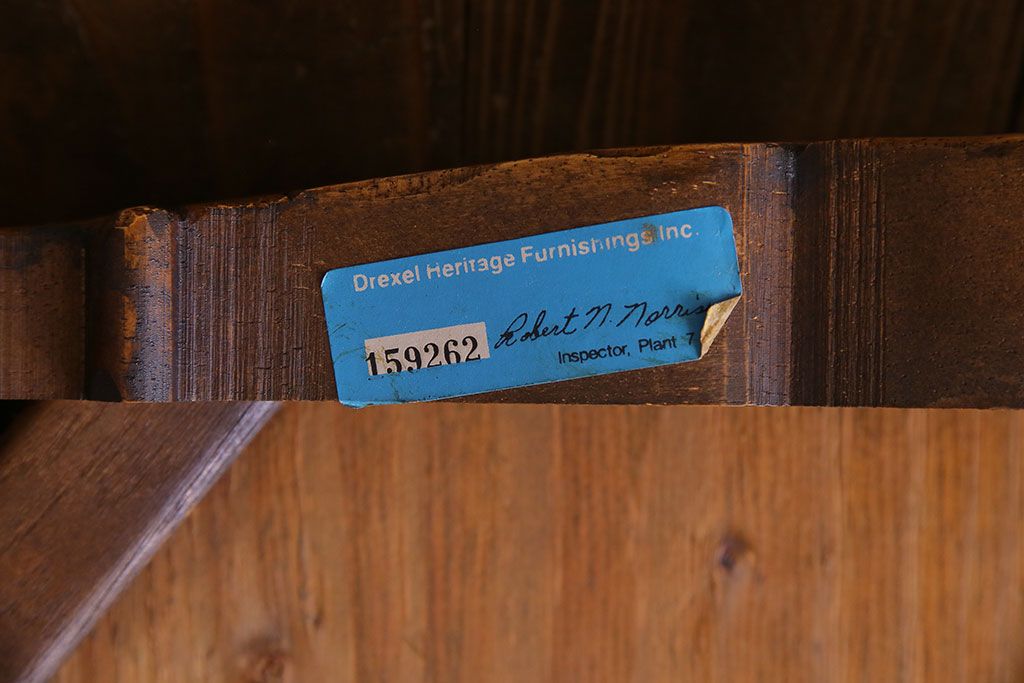 Drexel Heritage Furnishings Inc.
159262
Robert N. Norris
Inspector, Plant 7